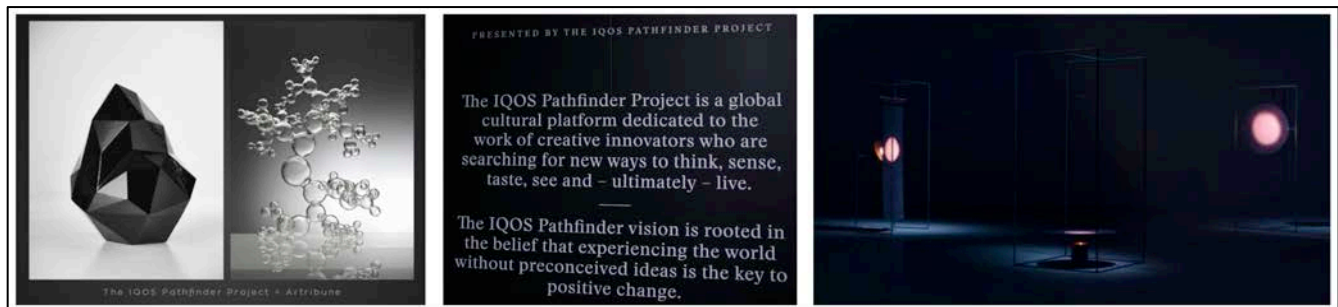 The IQOS Pathfinder Project + Artribune
PRESENTED BY THE IQOS PATHFINDER PROJECT
The IQOS Pathfinder Project is a global
cultural platform dedicated to the
work of creative innovators who are
searching for new ways to think, sense,
taste, see and – ultimately – live.
The IQOS Pathfinder vision is rooted in
the belief that experiencing the world
without preconceived ideas is the key to
positive change.